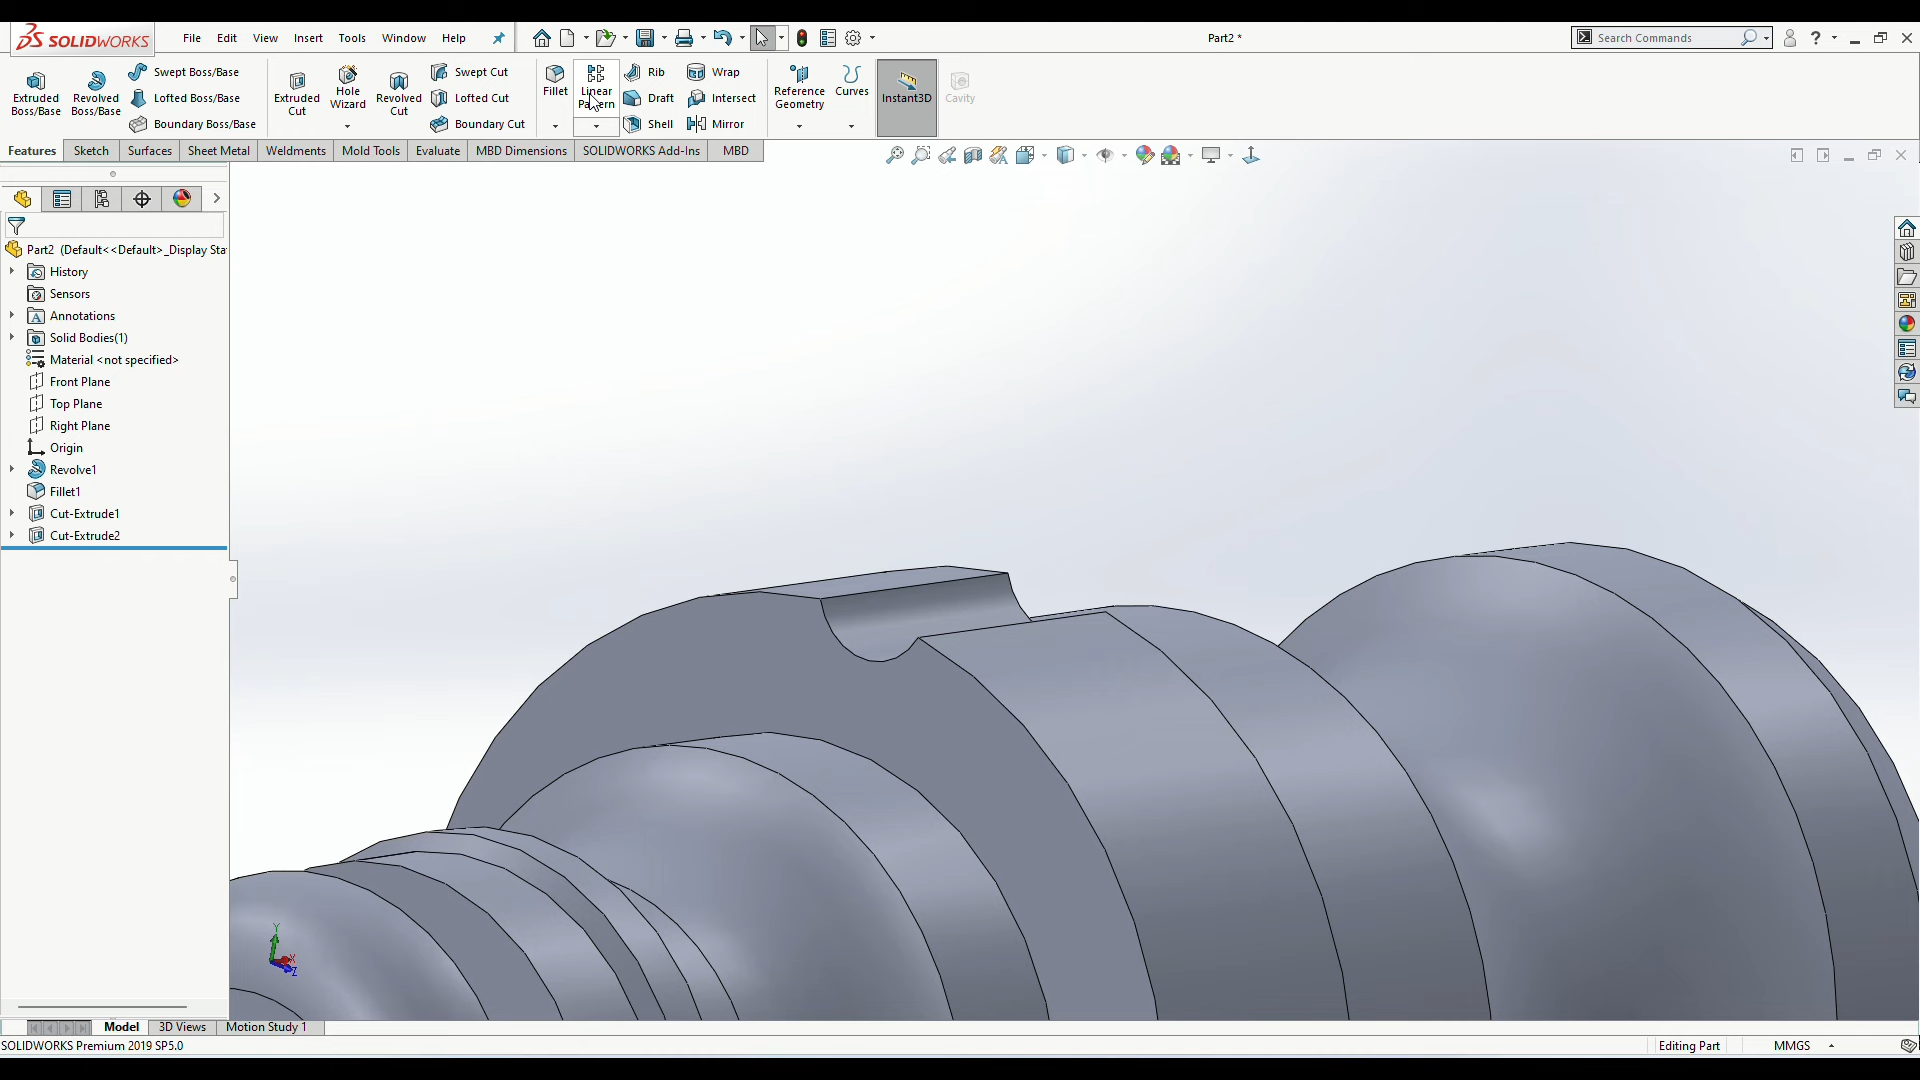 SOLIDWORKS
File Edit View Insert Tools Window Help
Part2 *
Search Commands
Extruded Boss/Base
Revolved Boss/Base
Swept Boss/Base
Lofted Boss/Base
Boundary Boss/Base
Extruded Cut
Hole Wizard
Revolved Cut
Swept Cut
Lofted Cut
Boundary Cut
Fillet
Linear Pattern
Rib
Draft
Shell
Wrap
Intersect
Mirror
Reference Geometry
Curves
Instant3D
Cavity
Features Sketch Surfaces Sheet Metal Weldments Mold Tools Evaluate MBD Dimensions SOLIDWORKS Add-Ins MBD
Part2 (Default<<Default>_Display Sta
History
Sensors
Annotations
Solid Bodies(1)
Material <not specified>
Front Plane
Top Plane
Right Plane
Origin
Revolve1
Fillet1
Cut-Extrude1
Cut-Extrude2
Y
X
Z
Model 3D Views Motion Study 1
SOLIDWORKS Premium 2019 SP5.0
Editing Part
MMGS